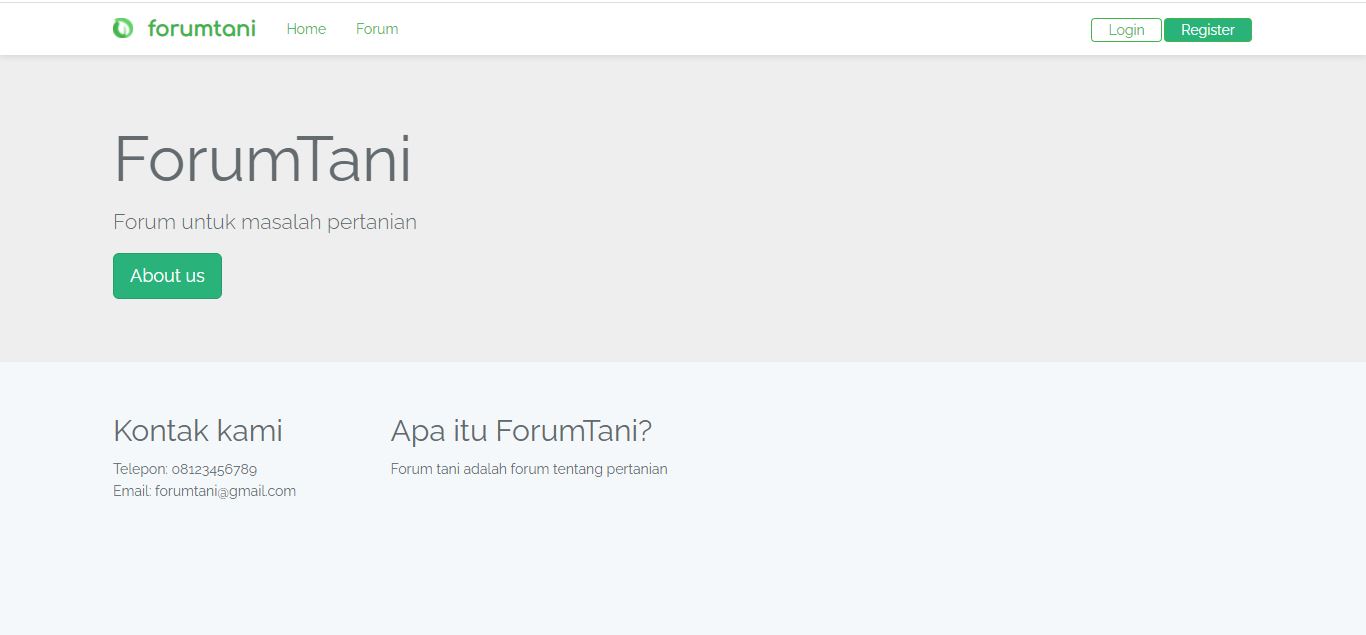 forumtani Home Forum Login Register
ForumTani
Forum untuk masalah pertanian
About us
Kontak kami
Telepon: 08123456789
Email: forumtani@gmail.com
Apa itu ForumTani?
Forum tani adalah forum tentang pertanian